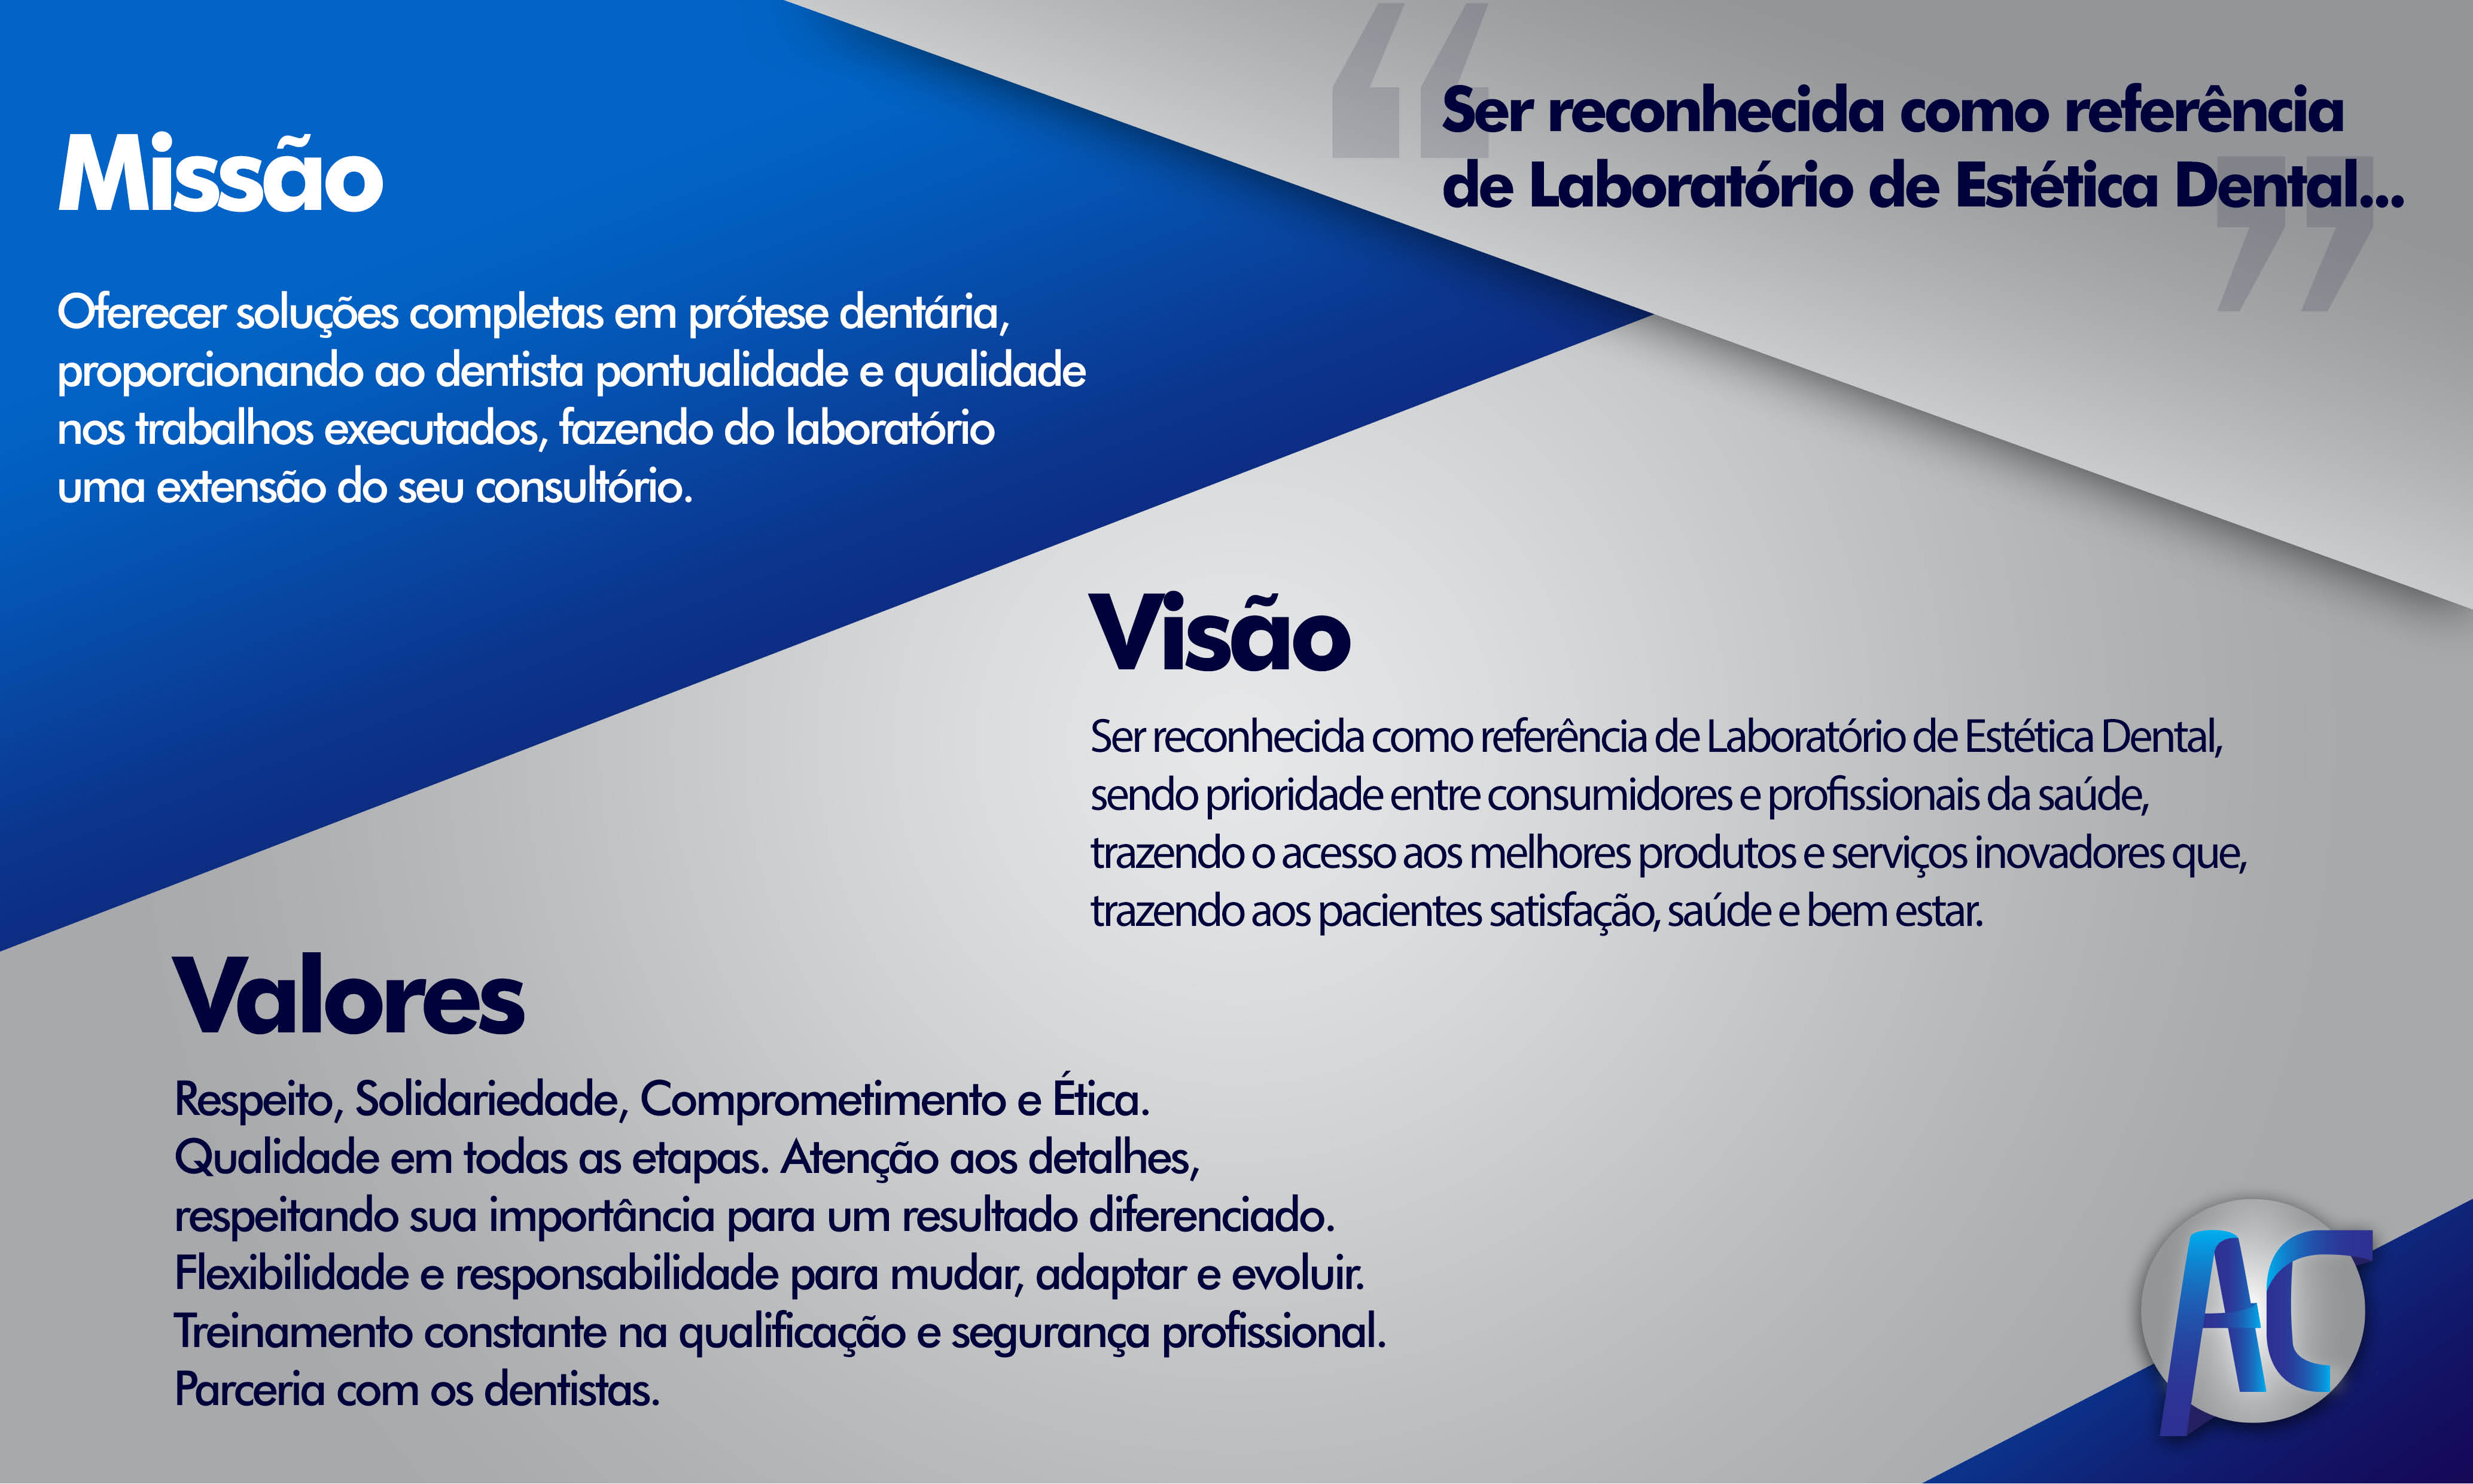 Missão
Oferecer soluções completas em prótese dentária,
proporcionando ao dentista pontualidade e qualidade
nos trabalhos executados, fazendo do laboratório
uma extensão do seu consultório.
“
Ser reconhecida como referência
de Laboratório de Estética Dental...
”
Visão
Ser reconhecida como referência de Laboratório de Estética Dental,
sendo prioridade entre consumidores e profissionais da saúde,
trazendo o acesso aos melhores produtos e serviços inovadores que,
trazendo aos pacientes satisfação, saúde e bem estar.
Valores
Respeito, Solidariedade, Comprometimento e Ética.
Qualidade em todas as etapas. Atenção aos detalhes,
respeitando sua importância para um resultado diferenciado.
Flexibilidade e responsabilidade para mudar, adaptar e evoluir.
Treinamento constante na qualificação e segurança profissional.
Parceria com os dentistas.
AC